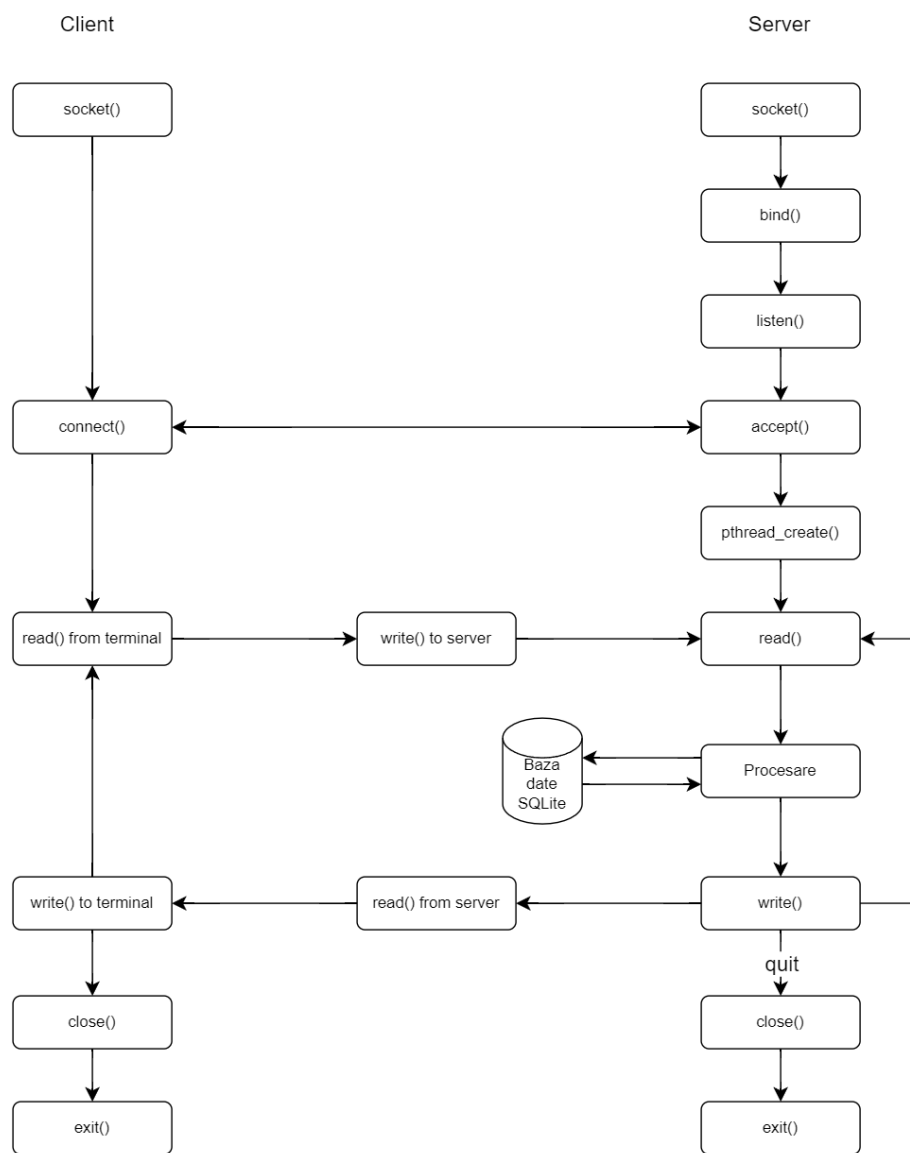 Client
Server
socket()
socket()
bind()
listen()
connect()
accept()
pthread_create()
read() from terminal
write() to server
read()
Baza
date
SQLite
Procesare
write() to terminal
read() from server
write()
quit
close()
close()
exit()
exit()